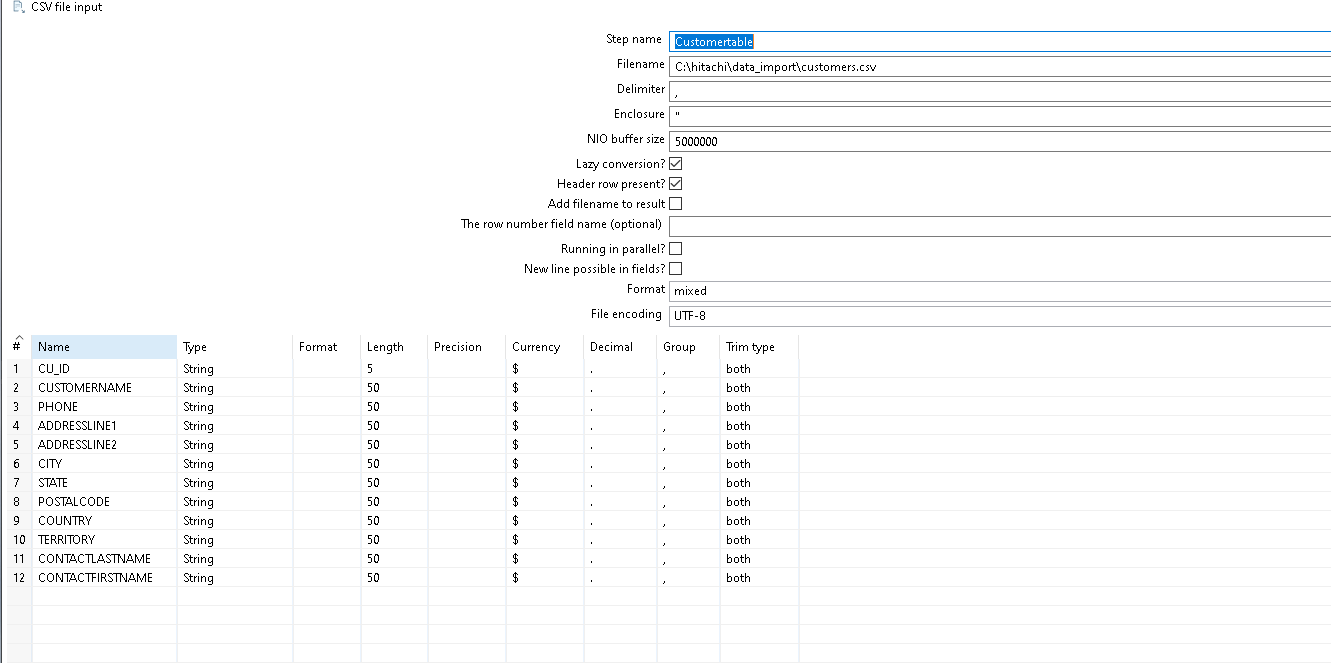 CSV file input
Step name Customertable
Filename C:\hitachi\data_import\customers.csv
Delimiter ,
Enclosure "
NIO buffer size 5000000
Lazy conversion?
Header row present?
Add filename to result
The row number field name (optional)
Running in parallel?
New line possible in fields?
Format mixed
File encoding UTF-8
# Name Type Format Length Precision Currency Decimal Group Trim type
1 CU_ID String 5 $ . , both
2 CUSTOMERNAME String 50 $ . , both
3 PHONE String 50 $ . , both
4 ADDRESSLINE1 String 50 $ . , both
5 ADDRESSLINE2 String 50 $ . , both
6 CITY String 50 $ . , both
7 STATE String 50 $ . , both
8 POSTALCODE String 50 $ . , both
9 COUNTRY String 50 $ . , both
10 TERRITORY String 50 $ . , both
11 CONTACTLASTNAME String 50 $ . , both
12 CONTACTFIRSTNAME String 50 $ . , both